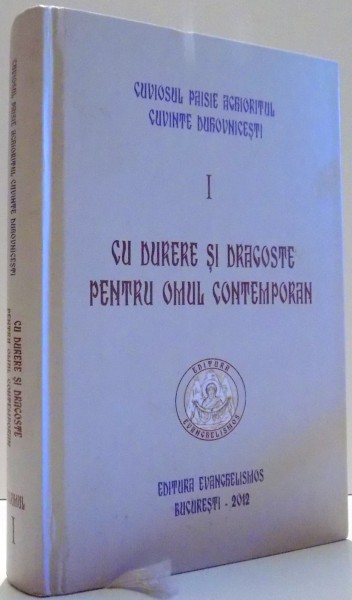 CUVIOSUL PAISIE AGHIORITUL
CUVINTE DUHOVNICEȘTI
I
CU DURERE ȘI DRAGOSTE
PENTRU OMUL CONTEMPORAN
EDITURA
EVANGHELISMOS
EDITURA EVANGHELISMOS
BUCUREȘTI - 2012
CUVIOSUL PAISIE AGHIORITUL CUVINTE DUHOVNICEȘTI
CU DURERE ȘI DRAGOSTE
PENTRU OMUL CONTEMPORAN
I